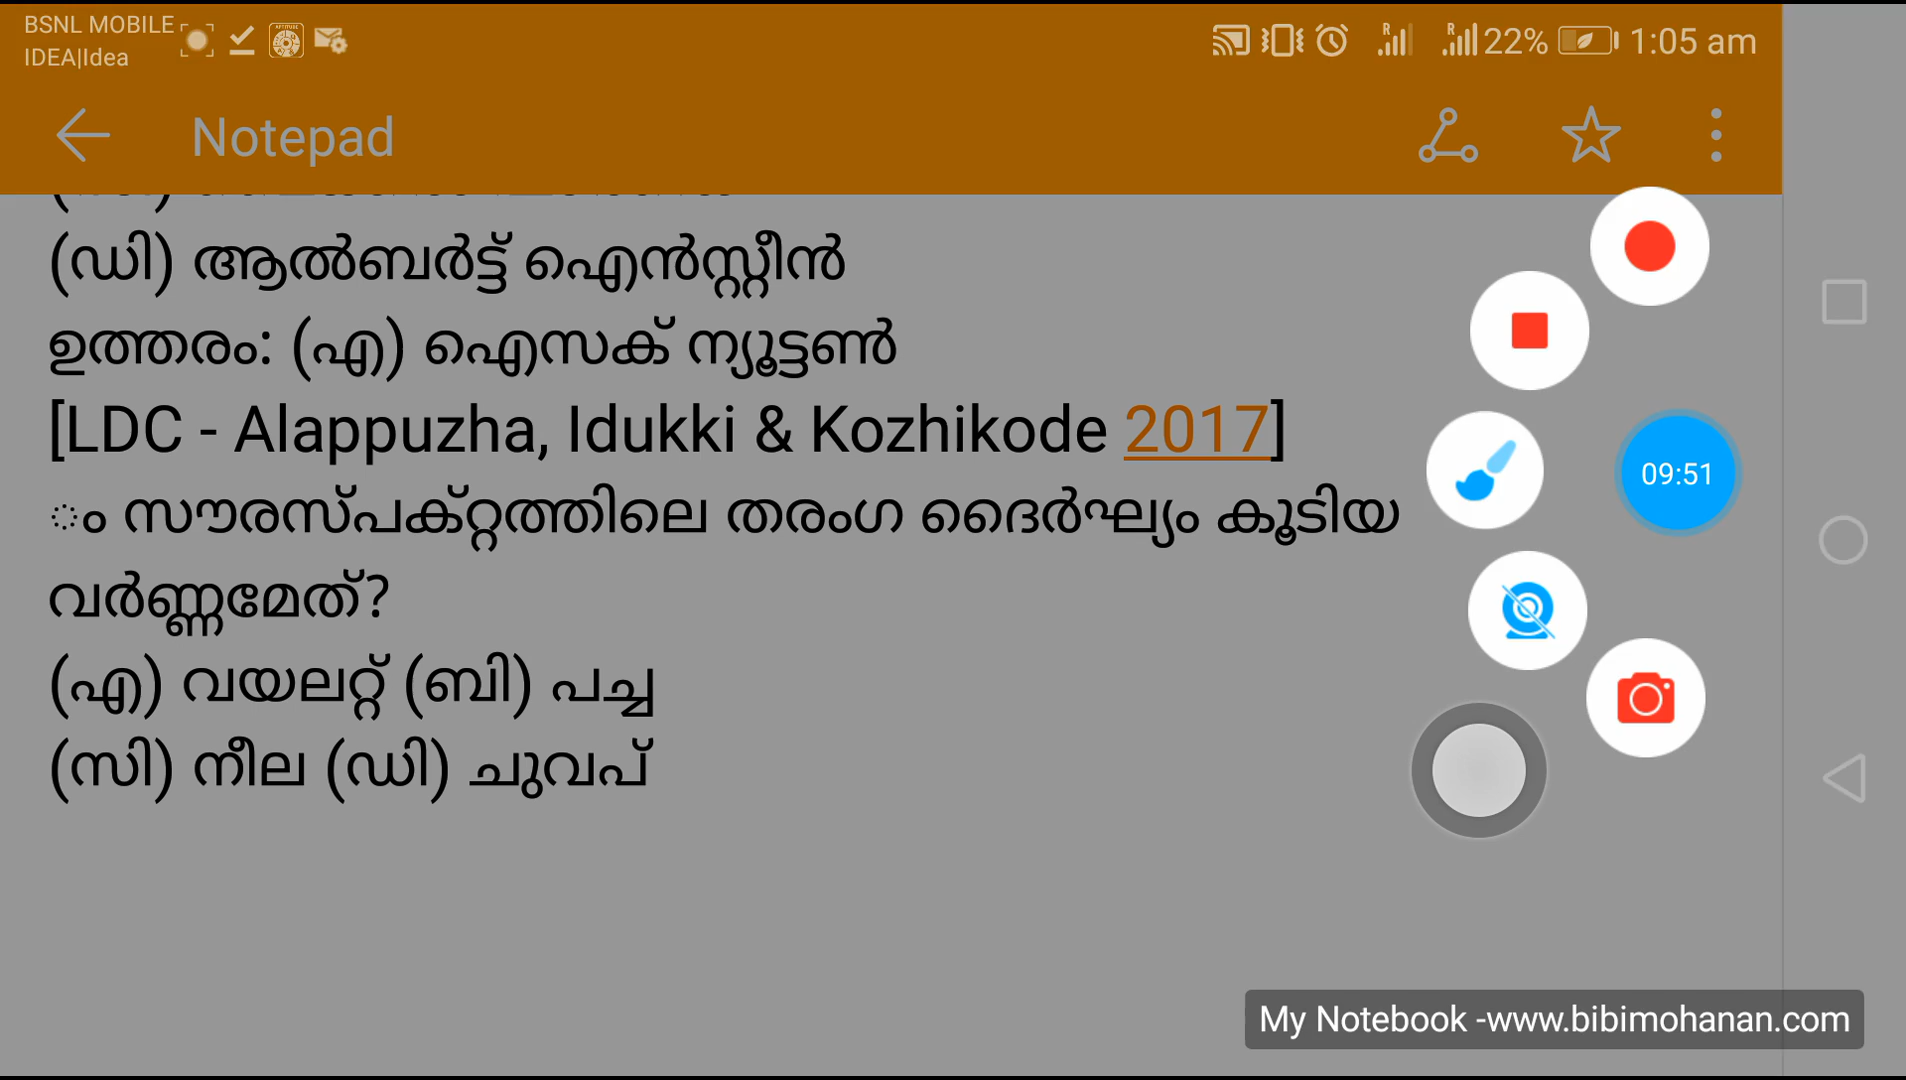 BSNL MOBILE
IDEA|Idea
22% 1:05 am
Notepad
(ഡി) ആൽബർട്ട് ഐൻസ്റ്റീൻ
ഉത്തരം: (എ) ഐസക് ന്യൂട്ടൺ
[LDC - Alappuzha, Idukki & Kozhikode 2017]
ം സൗരസ്പക്റ്റത്തിലെ തരംഗ ദൈർഘ്യം കൂടിയ
വർണ്ണമേത്?
(എ) വയലറ്റ് (ബി) പച്ച
(സി) നീല (ഡി) ചുവപ്
09:51
My Notebook -www.bibimohanan.com